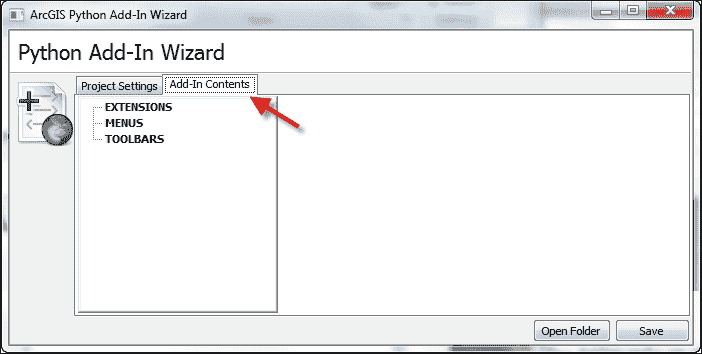 ArcGIS Python Add-In Wizard
Python Add-In Wizard
Project Settings
Add-In Contents
EXTENSIONS
MENUS
TOOLBARS
Open Folder
Save